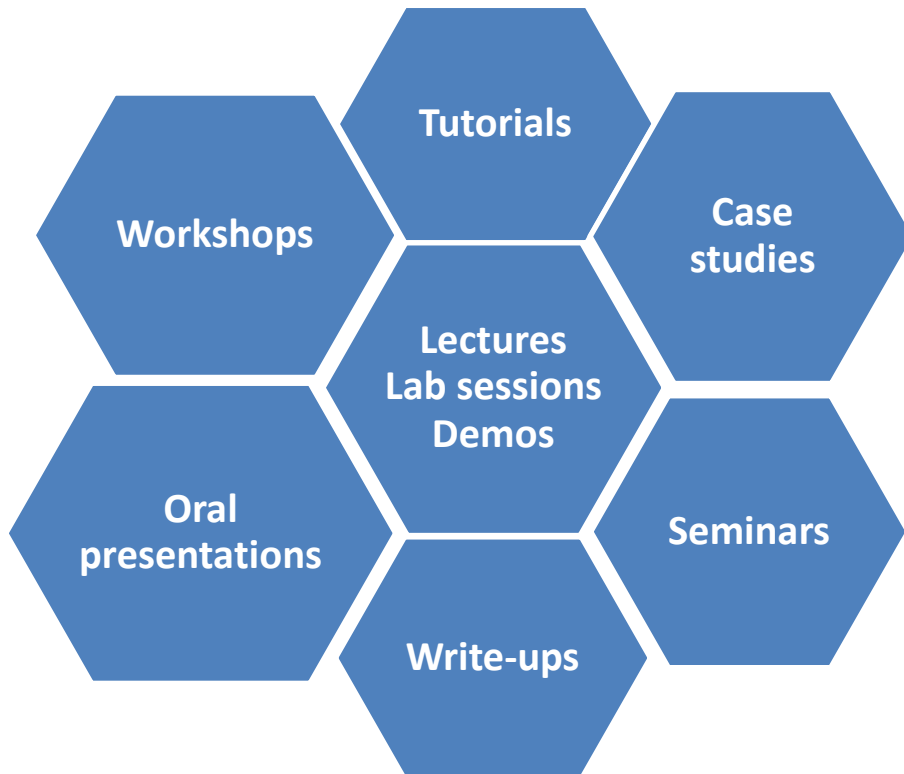 Tutorials
Workshops
Case
studies
Lectures
Lab sessions
Demos
Oral
presentations
Seminars
Write-ups